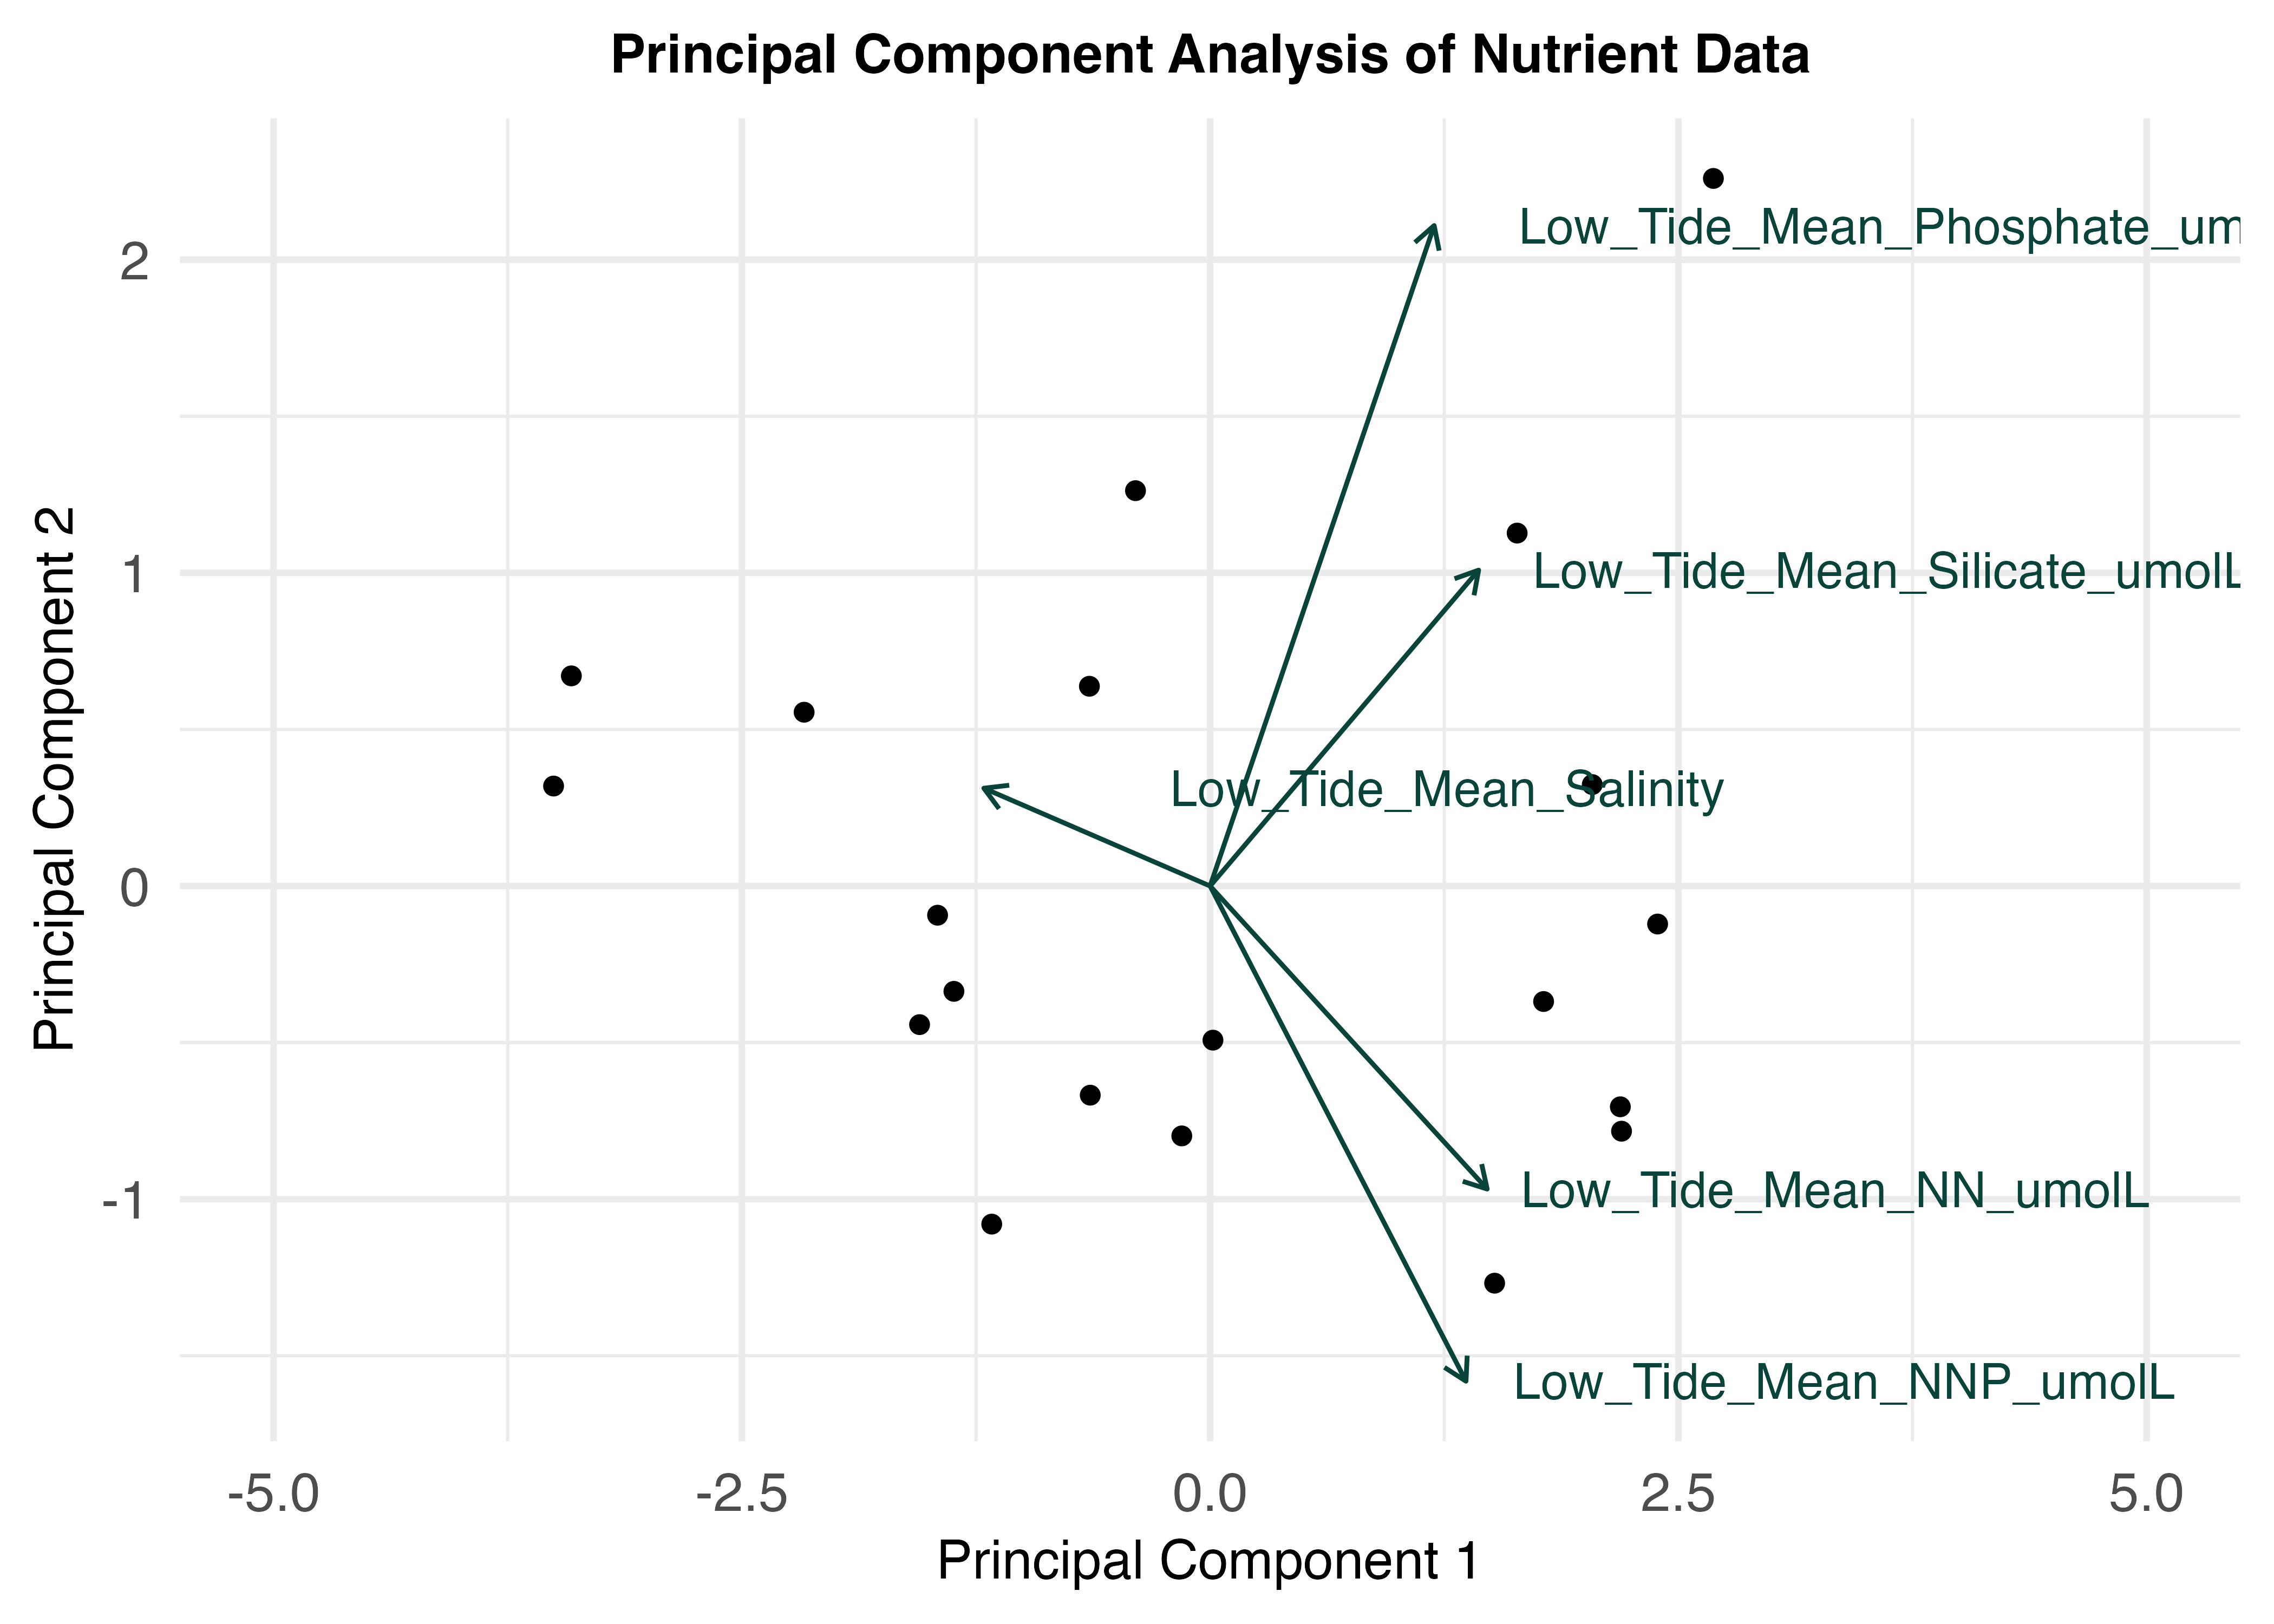 Principal Component Analysis of Nutrient Data
Low_Tide_Mean_Phosphate_um
2
Low_Tide_Mean_Silicate_umolL
1
Low_Tide_Mean_Salinity
0
Low_Tide_Mean_NN_umolL
-1
Low_Tide_Mean_NNP_umolL
Principal Component 2
-5.0 -2.5 0.0 2.5 5.0
Principal Component 1